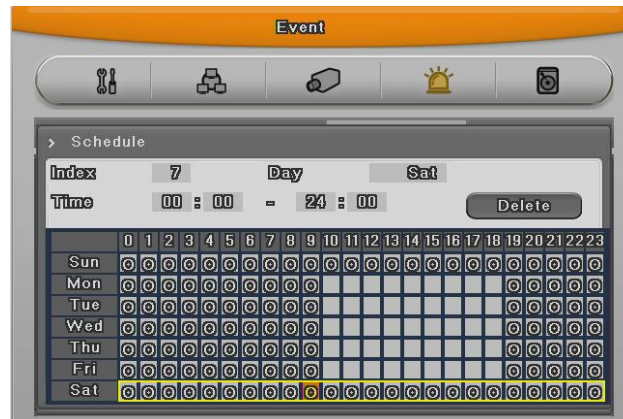 Event
Schedule
Index 7 Day Sat
Time 00 : 00 - 24 : 00 Delete
0 1 2 3 4 5 6 7 8 9 10 11 12 13 14 15 16 17 18 19 20 21 22 23
Sun
Mon
Tue
Wed
Thu
Fri
Sat